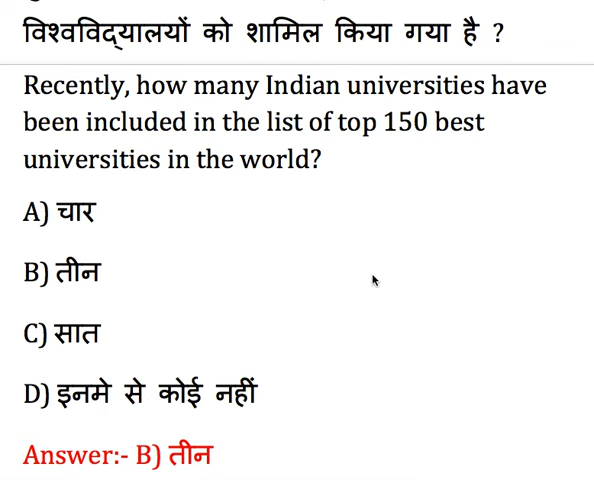 विश्वविद्यालयों को शामिल किया गया है ?
Recently, how many Indian universities have
been included in the list of top 150 best
universities in the world?
A) चार
B) तीन
C) सात
D) इनमे से कोई नहीं
Answer:- B) तीन